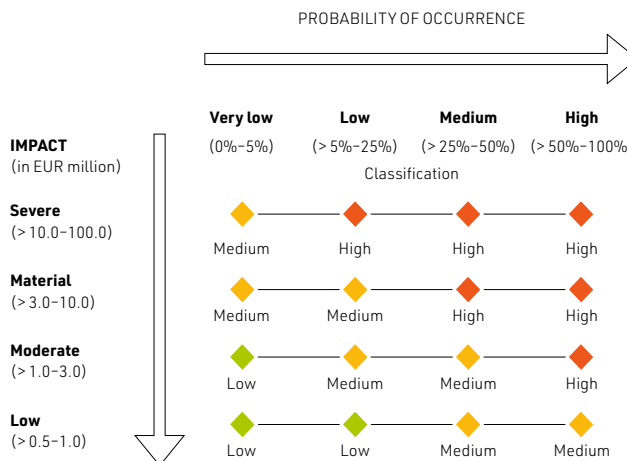 PROBABILITY OF OCCURRENCE
Very low Low Medium High
IMPACT (0%–5%) (> 5%–25%) (> 25%–50%) (> 50%–100%
(in EUR million) Classification
Severe
(> 10.0–100.0)
Medium High High High
Material
(> 3.0–10.0)
Medium Medium High High
Moderate
(> 1.0–3.0)
Low Medium Medium High
Low
(> 0.5–1.0)
Low Low Medium Medium